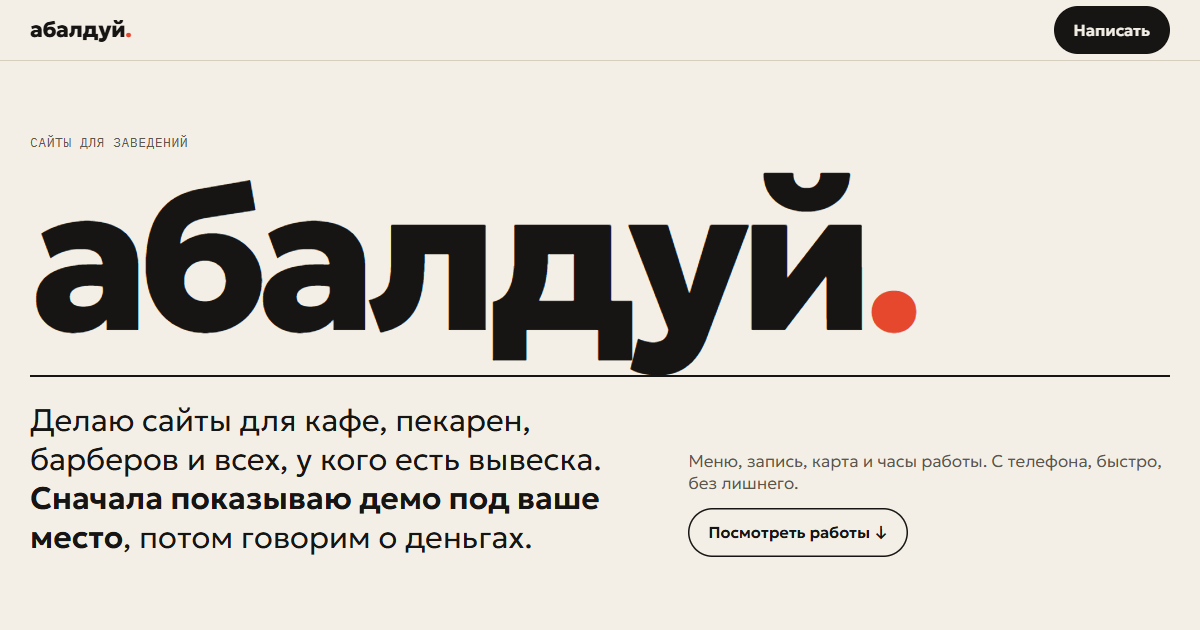 абалдуй.
Написать
САЙТЫ ДЛЯ ЗАВЕДЕНИЙ
абалдуй.
Делаю сайты для кафе, пекарен,
барберов и всех, у кого есть вывеска.
Сначала показываю демо под ваше
место, потом говорим о деньгах.
Меню, запись, карта и часы работы. С телефона, быстро,
без лишнего.
Посмотреть работы ↓